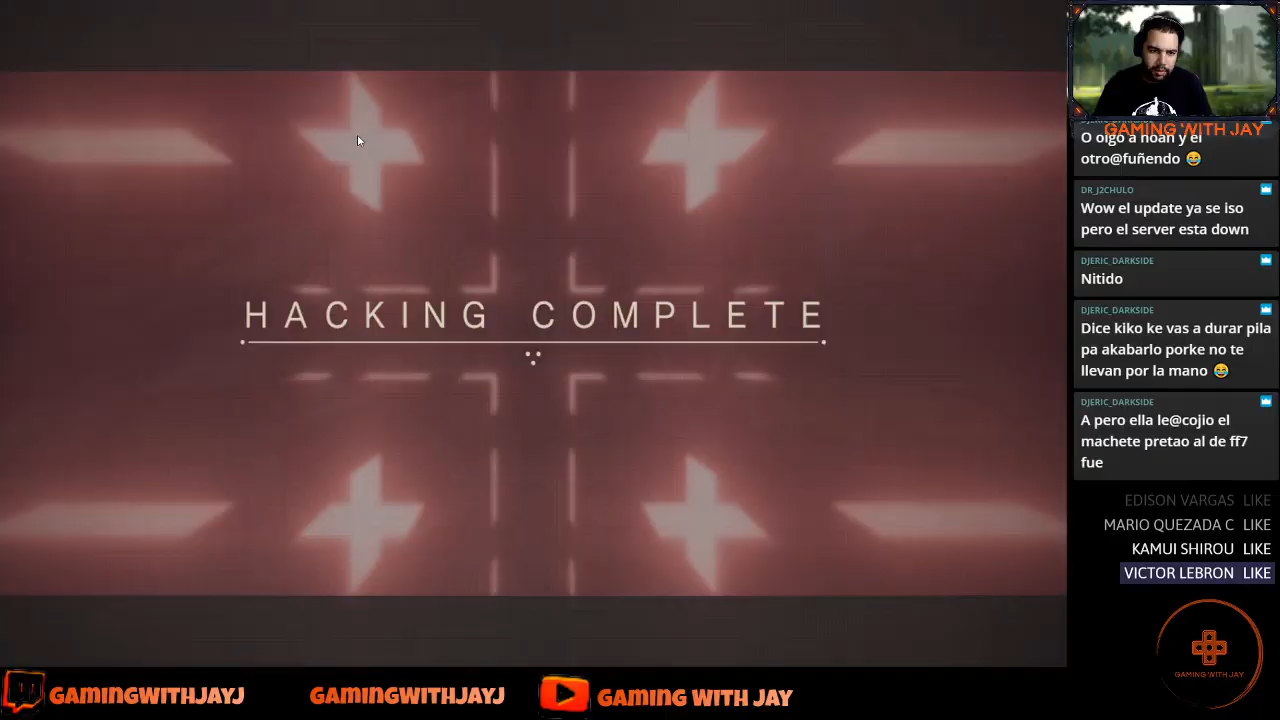 HACKING COMPLETE
GAMING WITH JAY
O oigo a noah y el
otro@fuñendo 😂
DR_J2CHULO
Wow el update ya se iso
pero el server esta down
DJERIC_DARKSIDE
Nitido
DJERIC_DARKSIDE
Dice kiko ke vas a durar pila
pa akabarlo porke no te
llevan por la mano 😂
DJERIC_DARKSIDE
A pero ella le@cojio el
machete pretao al de ff7
fue
EDISON VARGAS LIKE
MARIO QUEZADA C LIKE
KAMUI SHIROU LIKE
VICTOR LEBRON LIKE
GAMING WITH JAY
GAMINGWITHJAYJ
GAMINGWITHJAYJ
GAMING WITH JAY